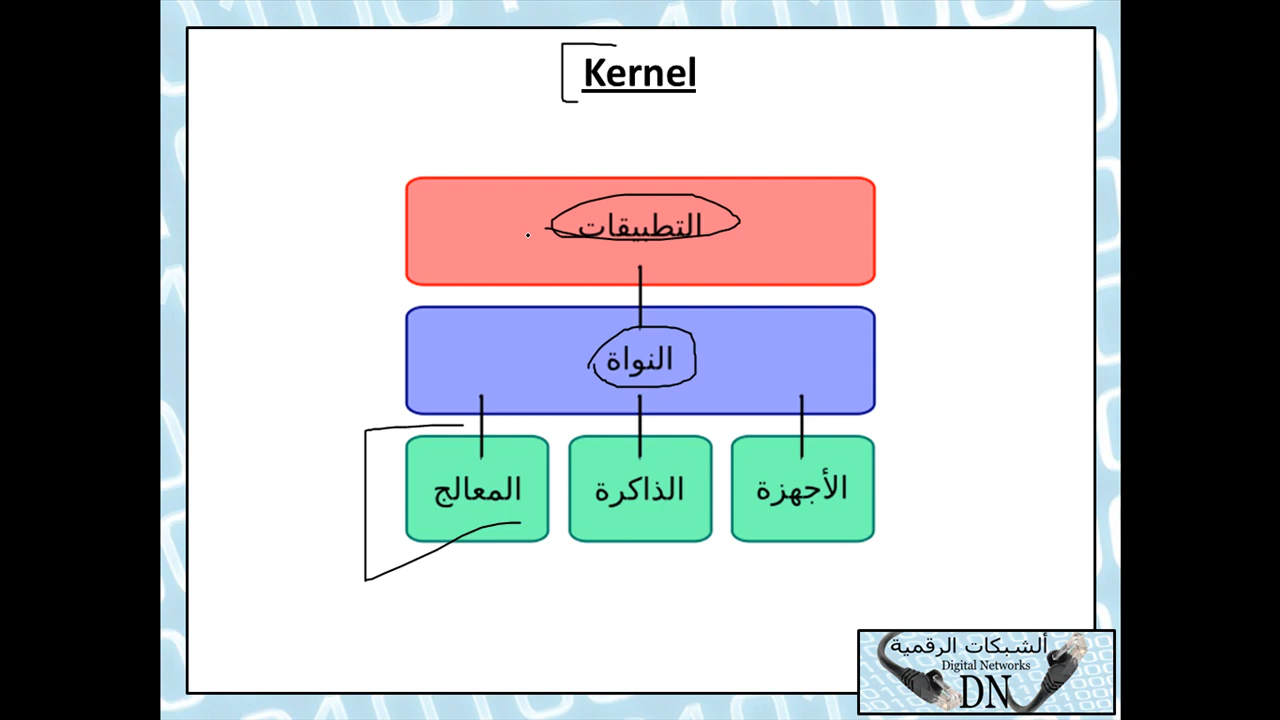 Kernel
التطبيقات
النواة
الأجهزة الذاكرة المعالج
ألشبكات الرقمية
Digital Networks
DN